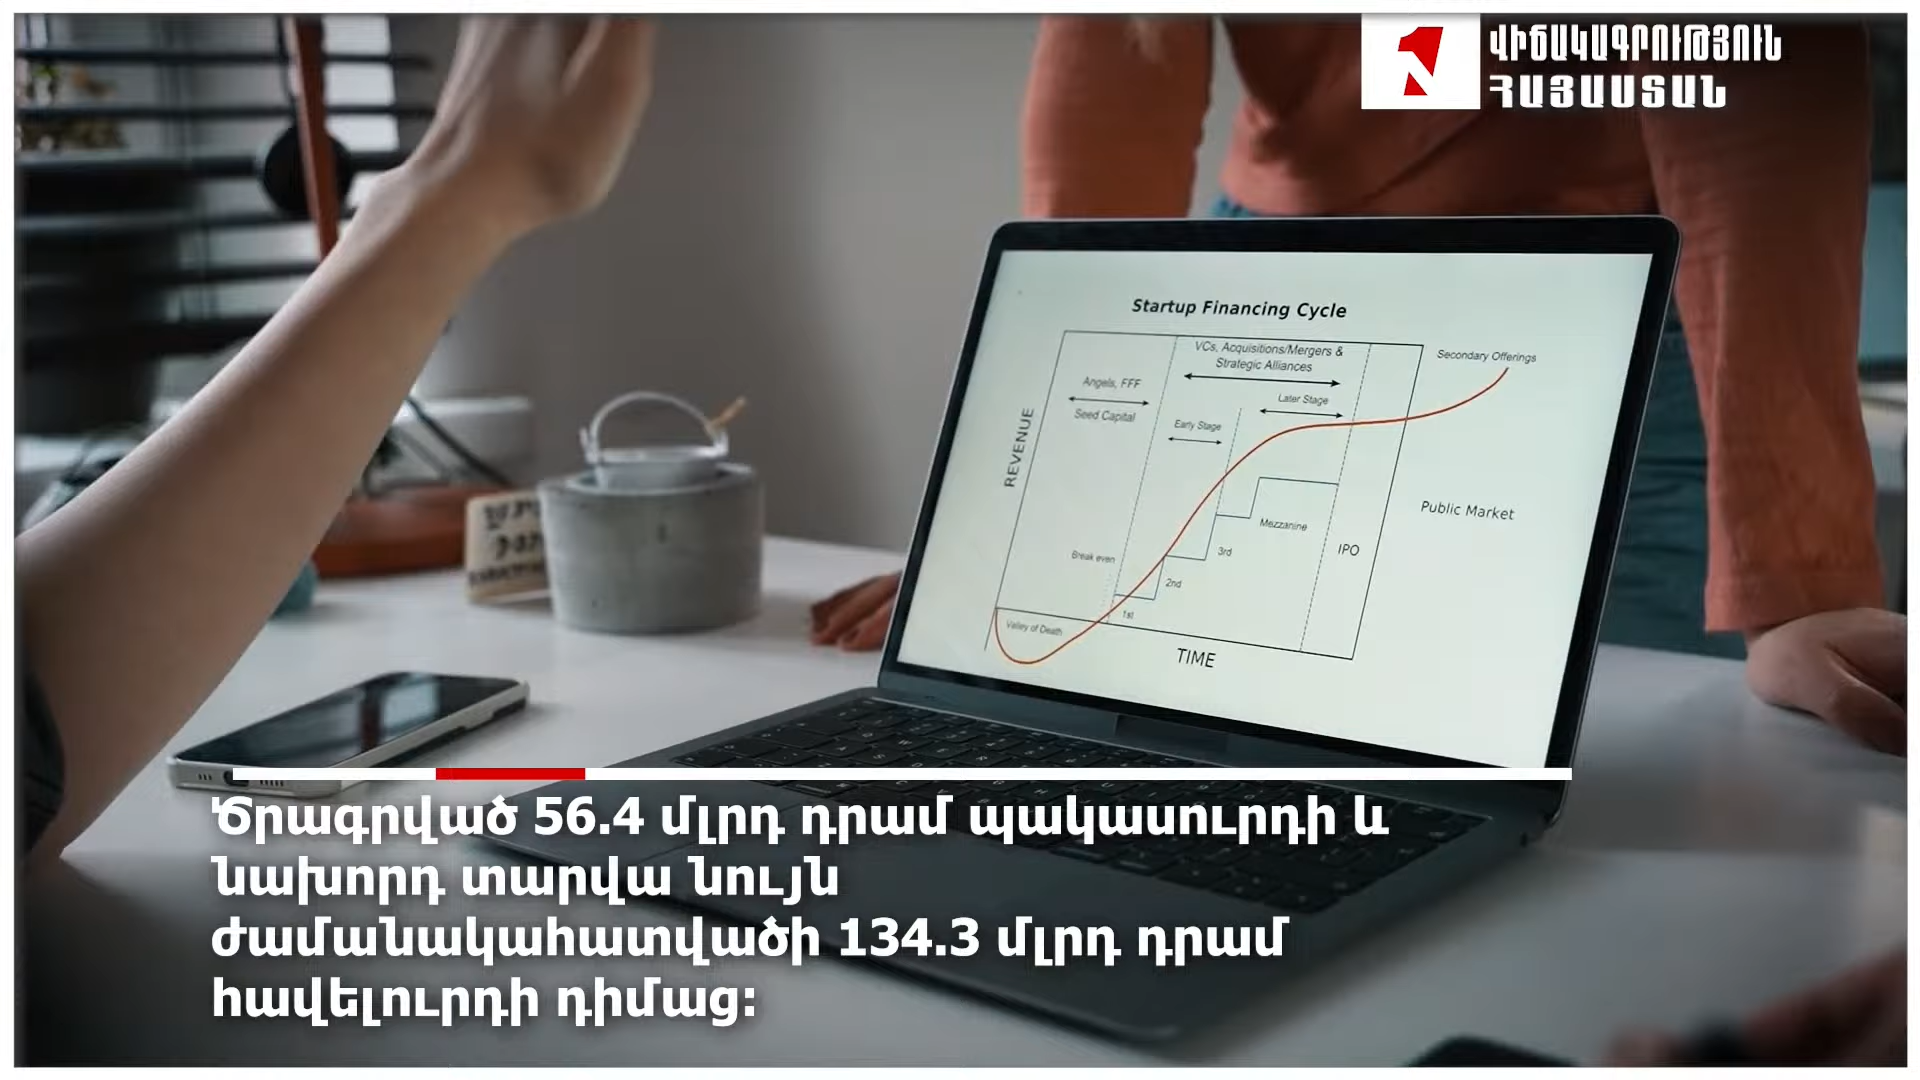 ՎԻՃԱԿԱԳՐՈՒԹՅՈՒՆ
ՀԱՅԱՍՏԱՆ
Startup Financing Cycle
VCs, Acquisitions/Mergers &
Strategic Alliances
Secondary Offerings
Angels, FFF
Later Stage
Seed Capital
Early Stage
REVENUE
Public Market
Mezzanine
Break even
3rd
IPO
2nd
1st
Valley of Death
TIME
Ծրագրված 56.4 մլրդ դրամ պակասուրդի և
նախորդ տարվա նույն
ժամանակահատվածի 134.3 մլրդ դրամ
հավելուրդի դիմաց: